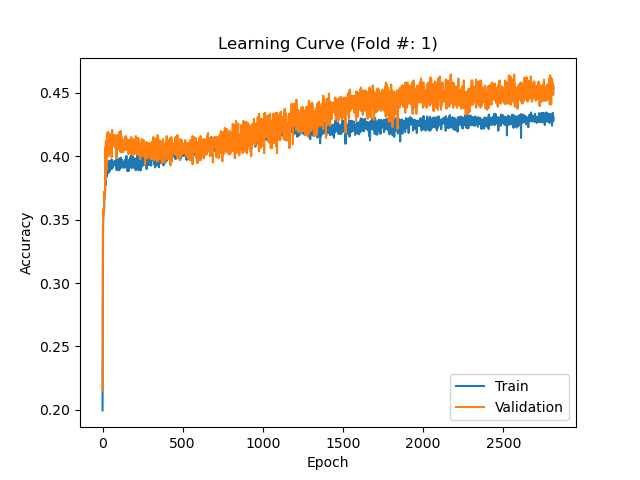 Learning Curve (Fold #: 1)
0.45
0.40
0.35
0.30
0.25
0.20
Accuracy
0 500 1000 1500 2000 2500
Epoch
Train
Validation